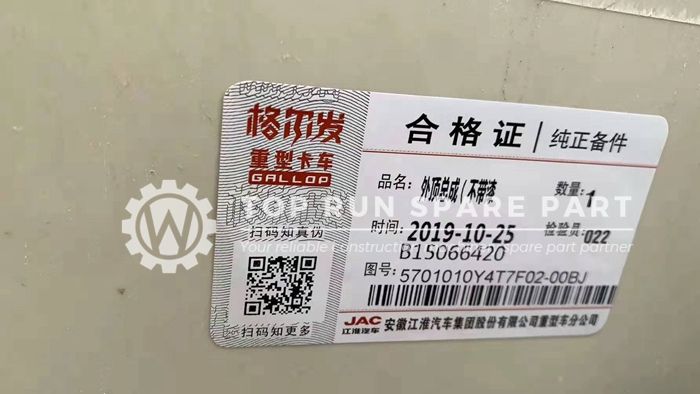 格尔发
重型卡车
GALLOP
扫码知真伪
扫码知更多
合格证 | 纯正备件
品名: 外顶总成(不带漆 数量: 1
时间: 2019-10-25 检验员: 022
B15066420
图号: 5701010Y4T7F02-00BJ
JAC 江淮汽车 安徽江淮汽车集团股份有限公司重型车分公司
TOP RUN SPARE PART
Your reliable construction machinery spare part partner